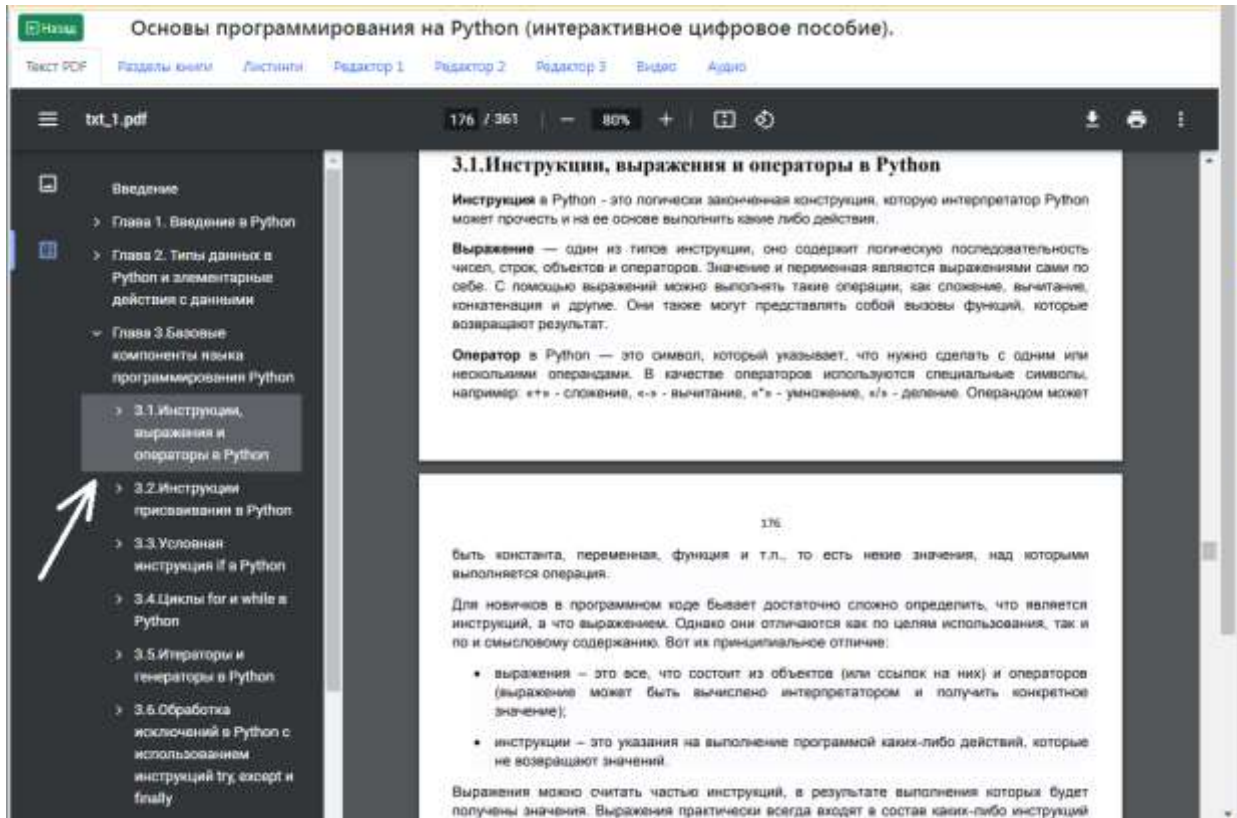 Назад
Основы программирования на Python (интерактивное цифровое пособие).
Текст PDF
Разделы книги
Листинги
Редактор 1
Редактор 2
Редактор 3
Видео
Аудио
txt_1.pdf
176 / 361
80%
Введение
Глава 1. Введение в Python
Глава 2. Типы данных в
Python и элементарные
действия с данными
Глава 3.Базовые
компоненты языка
программирования Python
3.1.Инструкции,
выражения и
операторы в Python
3.2.Инструкции
присваивания в Python
3.3.Условная
инструкция if в Python
3.4.Циклы for и while в
Python
3.5.Итераторы и
генераторы в Python
3.6.Обработка
исключений в Python с
использованием
инструкций try, except и
finally
3.1.Инструкции, выражения и операторы в Python
Инструкция в Python - это логически законченная конструкция, которую интерпретатор Python
может прочесть и на ее основе выполнить какие либо действия.
Выражение — один из типов инструкции, оно содержит логическую последовательность
чисел, строк, объектов и операторов. Значение и переменная являются выражениями сами по
себе. С помощью выражений можно выполнять такие операции, как сложение, вычитание,
конкатенация и другие. Они также могут представлять собой вызовы функций, которые
возвращают результат.
Оператор в Python — это символ, который указывает, что нужно сделать с одним или
несколькими операндами. В качестве операторов используются специальные символы,
например: «+» - сложение, «-» - вычитание, «*» - умножение, «/» - деление. Операндом может
176
быть константа, переменная, функция и т.п., то есть некие значения, над которыми
выполняется операция.
Для новичков в программном коде бывает достаточно сложно определить, что является
инструкций, а что выражением. Однако они отличаются как по целям использования, так и
по и смысловому содержанию. Вот их принципиальное отличие:
• выражения – это все, что состоит из объектов (или ссылок на них) и операторов
(выражение может быть вычислено интерпретатором и получить конкретное
значение);
• инструкции – это указания на выполнение программой каких-либо действий, которые
не возвращают значений.
Выражения можно считать частью инструкций, в результате выполнения которых будет
получены значения. Выражения практически всегда входят в состав каких-либо инструкций